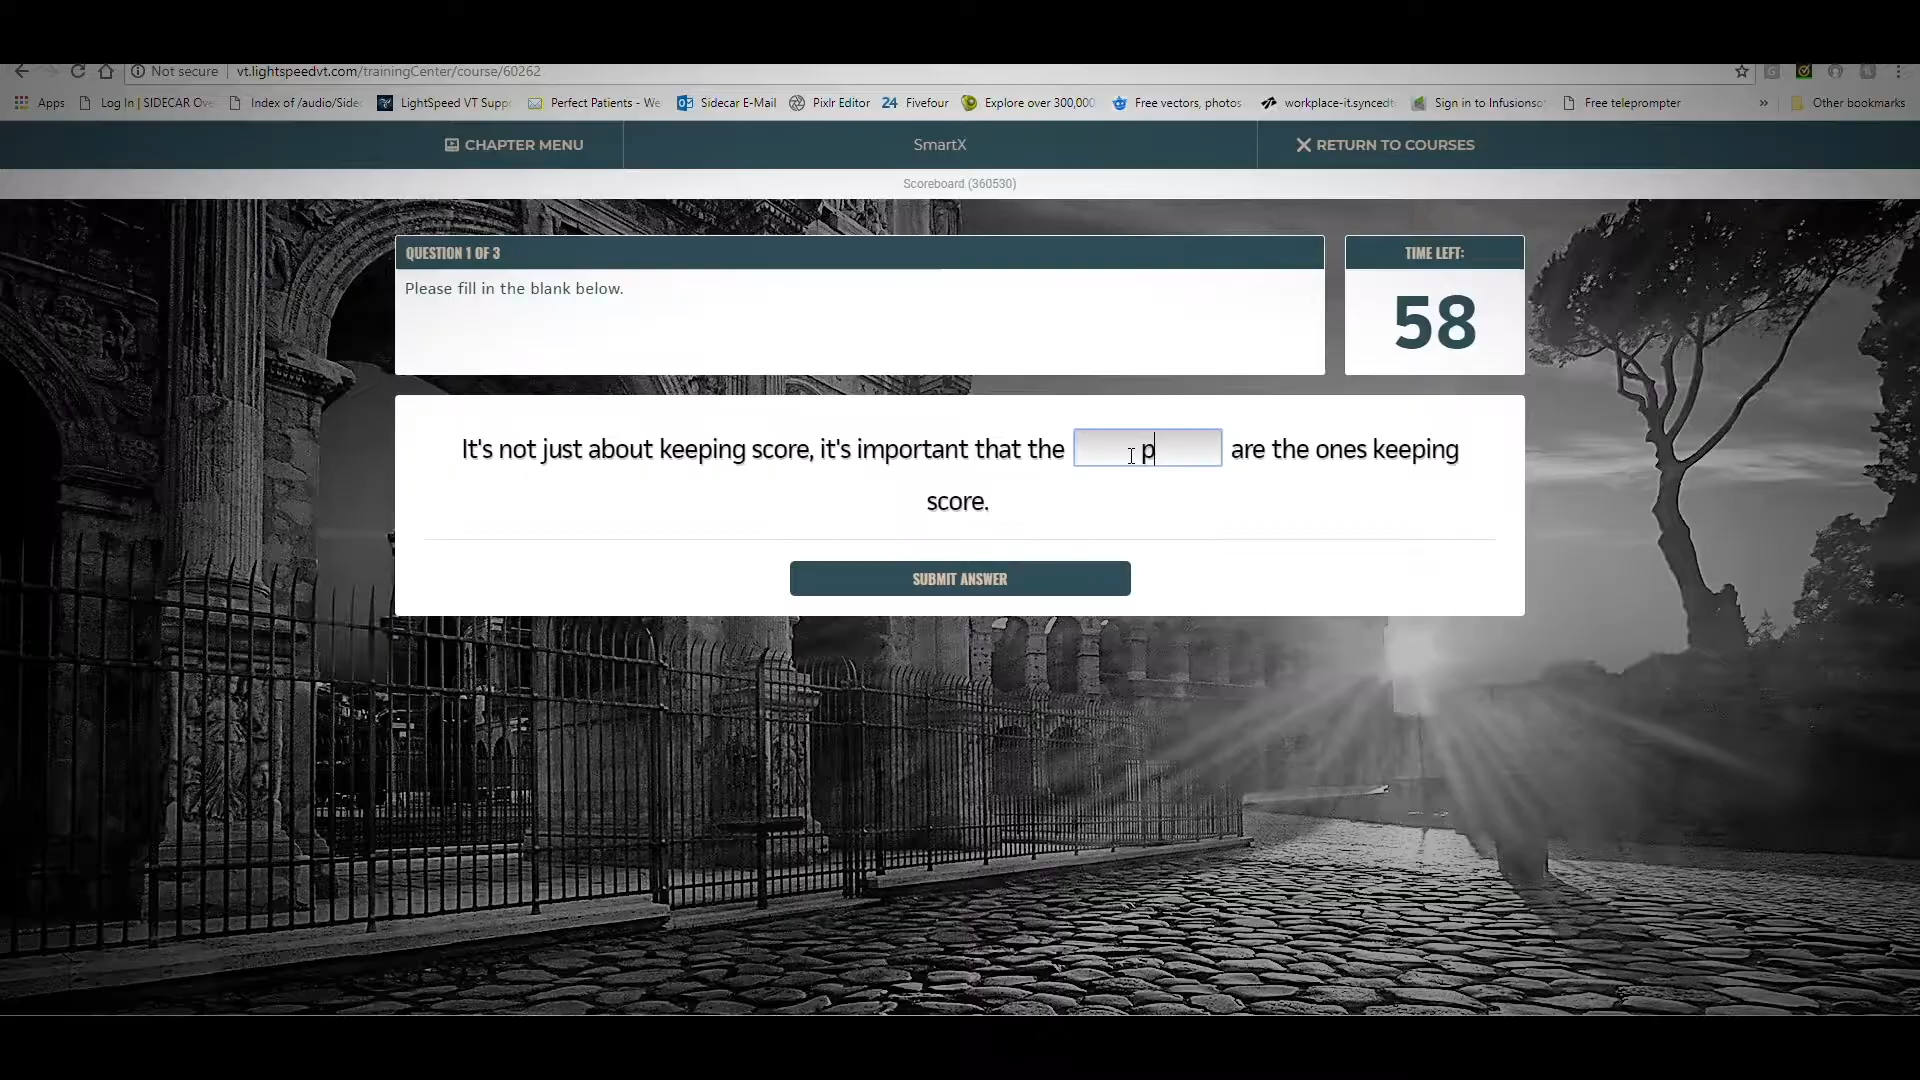 Not secure | vt.lightspeedvt.com/trainingCenter/course/60262
Apps Log In | SIDECAR Ove Index of /audio/Side LightSpeed VT Supp Perfect Patients - We Sidecar E-Mail Pixlr Editor 24 Fivefour Explore over 300,000 Free vectors, photos workplace-it.syncedt Sign in to Infusionso Free teleprompter » Other bookmarks
CHAPTER MENU SmartX RETURN TO COURSES
Scoreboard (360530)
QUESTION 1 OF 3 TIME LEFT:
Please fill in the blank below.
58
It's not just about keeping score, it's important that the p are the ones keeping
score.
SUBMIT ANSWER